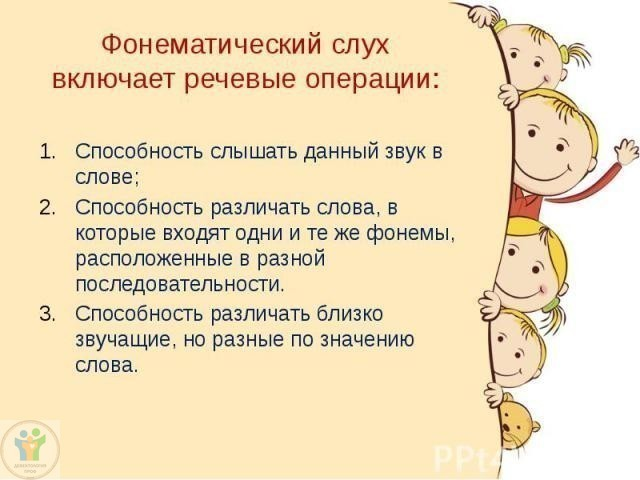 Фонематический слух
включает речевые операции:
1. Способность слышать данный звук в
слове;
2. Способность различать слова, в
которые входят одни и те же фонемы,
расположенные в разной
последовательности.
3. Способность различать близко
звучащие, но разные по значению
слова.